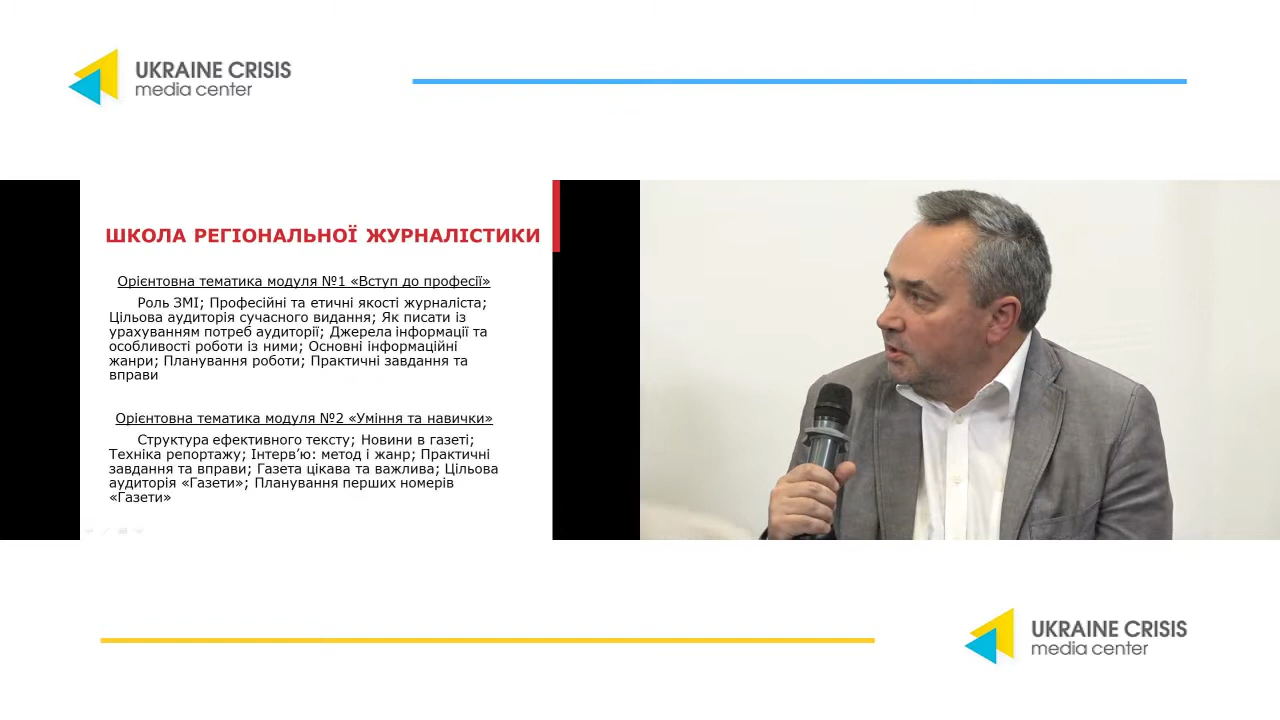 UKRAINE CRISIS
media center
ШКОЛА РЕГІОНАЛЬНОЇ ЖУРНАЛІСТИКИ
Орієнтовна тематика модуля №1 «Вступ до професії»
Роль ЗМІ; Професійні та етичні якості журналіста;
Цільова аудиторія сучасного видання; Як писати із
урахуванням потреб аудиторії; Джерела інформації та
особливості роботи із ними; Основні інформаційні
жанри; Планування роботи; Практичні завдання та
вправи
Орієнтовна тематика модуля №2 «Уміння та навички»
Структура ефективного тексту; Новини в газеті;
Техніка репортажу; Інтерв’ю: метод і жанр; Практичні
завдання та вправи; Газета цікава та важлива; Цільова
аудиторія «Газети»; Планування перших номерів
«Газети»
UKRAINE CRISIS
media center